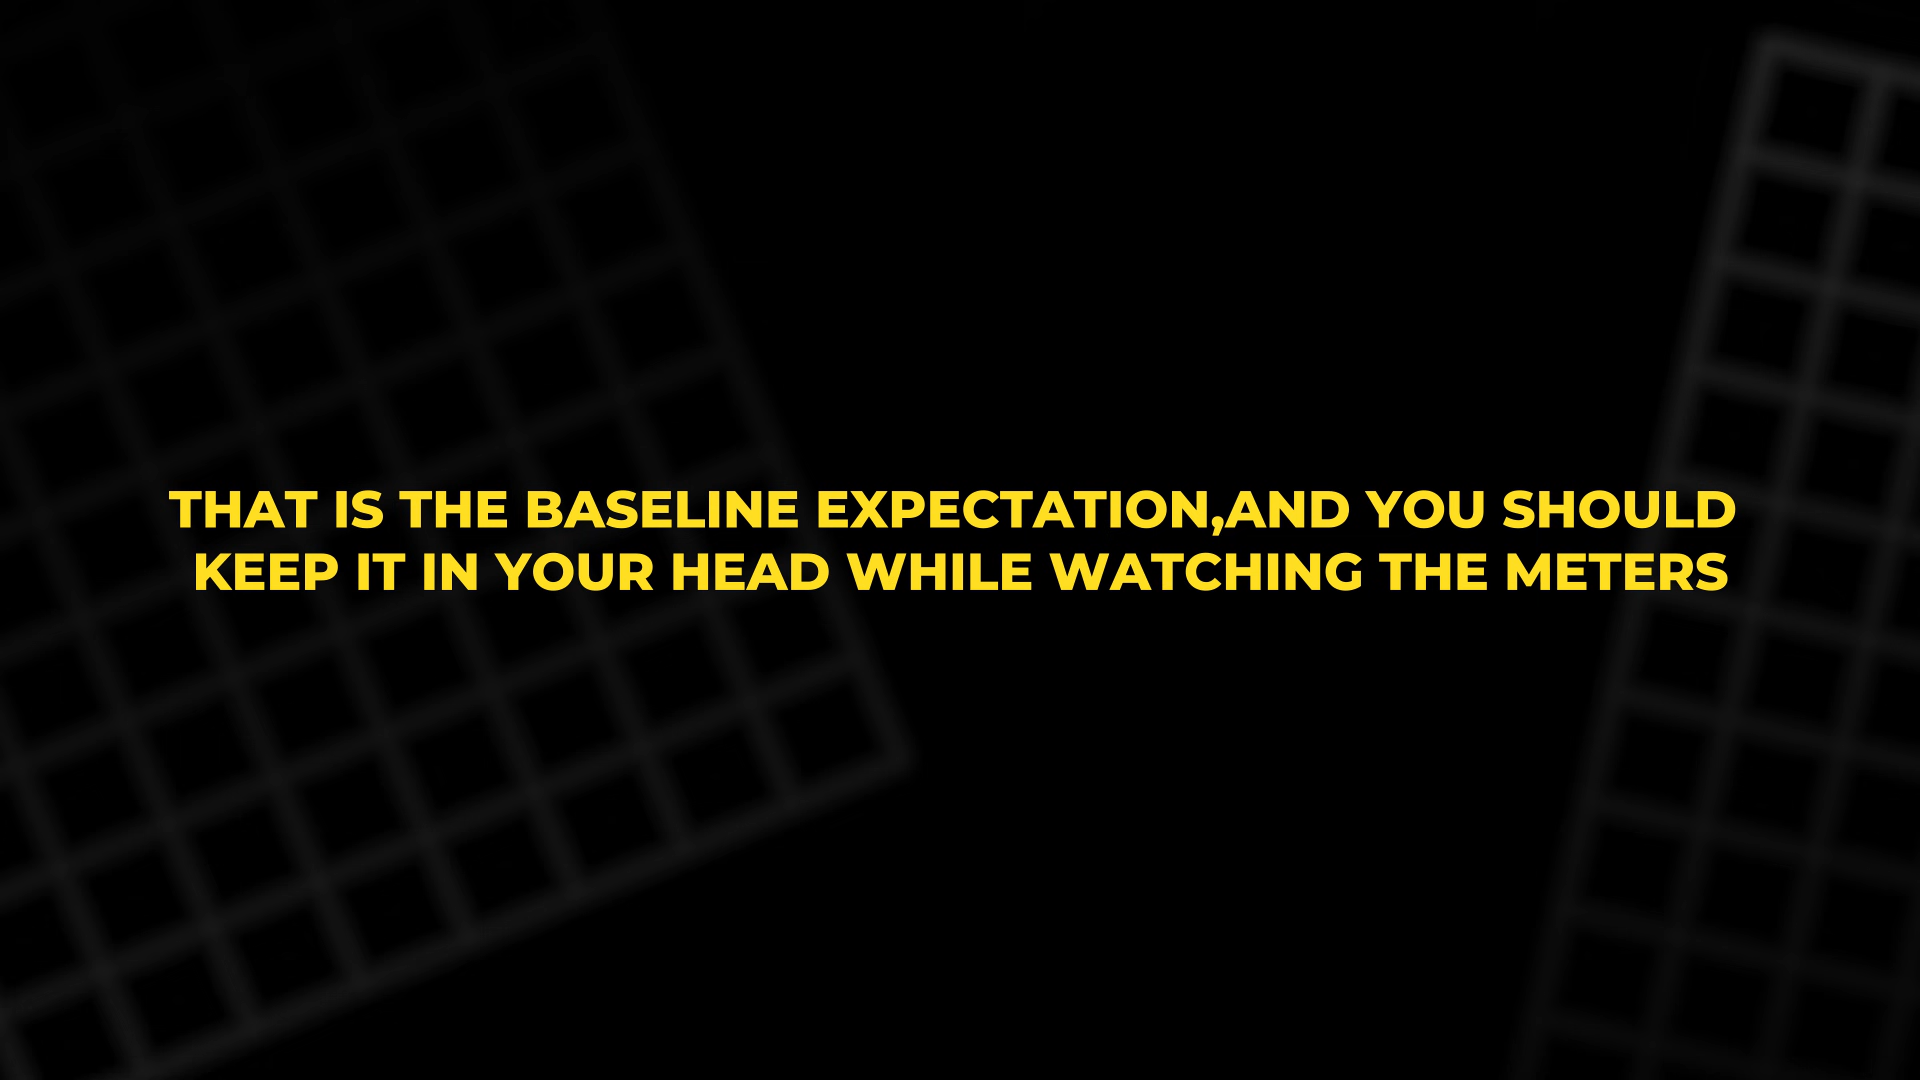 THAT IS THE BASELINE EXPECTATION,AND YOU SHOULD
KEEP IT IN YOUR HEAD WHILE WATCHING THE METERS